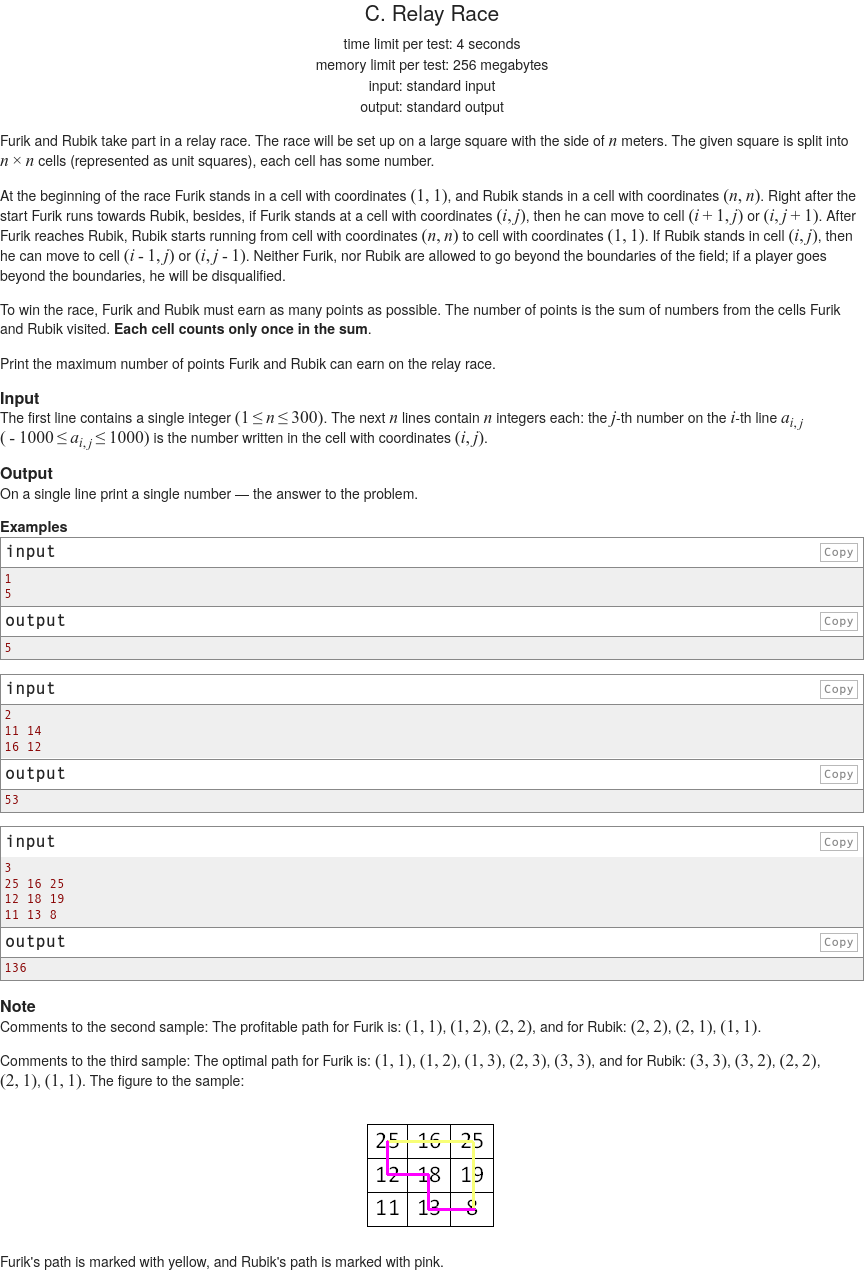 C. Relay Race
time limit per test: 4 seconds
memory limit per test: 256 megabytes
input: standard input
output: standard output
Furik and Rubik take part in a relay race. The race will be set up on a large square with the side of n meters. The given square is split into
n × n cells (represented as unit squares), each cell has some number.
At the beginning of the race Furik stands in a cell with coordinates (1, 1), and Rubik stands in a cell with coordinates (n, n). Right after the
start Furik runs towards Rubik, besides, if Furik stands at a cell with coordinates (i, j), then he can move to cell (i + 1, j) or (i, j + 1). After
Furik reaches Rubik, Rubik starts running from cell with coordinates (n, n) to cell with coordinates (1, 1). If Rubik stands in cell (i, j), then
he can move to cell (i - 1, j) or (i, j - 1). Neither Furik, nor Rubik are allowed to go beyond the boundaries of the field; if a player goes
beyond the boundaries, he will be disqualified.
To win the race, Furik and Rubik must earn as many points as possible. The number of points is the sum of numbers from the cells Furik
and Rubik visited. Each cell counts only once in the sum.
Print the maximum number of points Furik and Rubik can earn on the relay race.
Input
The first line contains a single integer (1 ≤ n ≤ 300). The next n lines contain n integers each: the j-th number on the i-th line a_{i, j}
( - 1000 ≤ a_{i, j} ≤ 1000) is the number written in the cell with coordinates (i, j).
Output
On a single line print a single number — the answer to the problem.
Examples
input Copy
1
5
output Copy
5
input Copy
2
11 14
16 12
output Copy
53
input Copy
3
25 16 25
12 18 19
11 13 8
output Copy
136
Note
Comments to the second sample: The profitable path for Furik is: (1, 1), (1, 2), (2, 2), and for Rubik: (2, 2), (2, 1), (1, 1).
Comments to the third sample: The optimal path for Furik is: (1, 1), (1, 2), (1, 3), (2, 3), (3, 3), and for Rubik: (3, 3), (3, 2), (2, 2),
(2, 1), (1, 1). The figure to the sample:
25 16 25
12 18 19
11 13 8
Furik's path is marked with yellow, and Rubik's path is marked with pink.